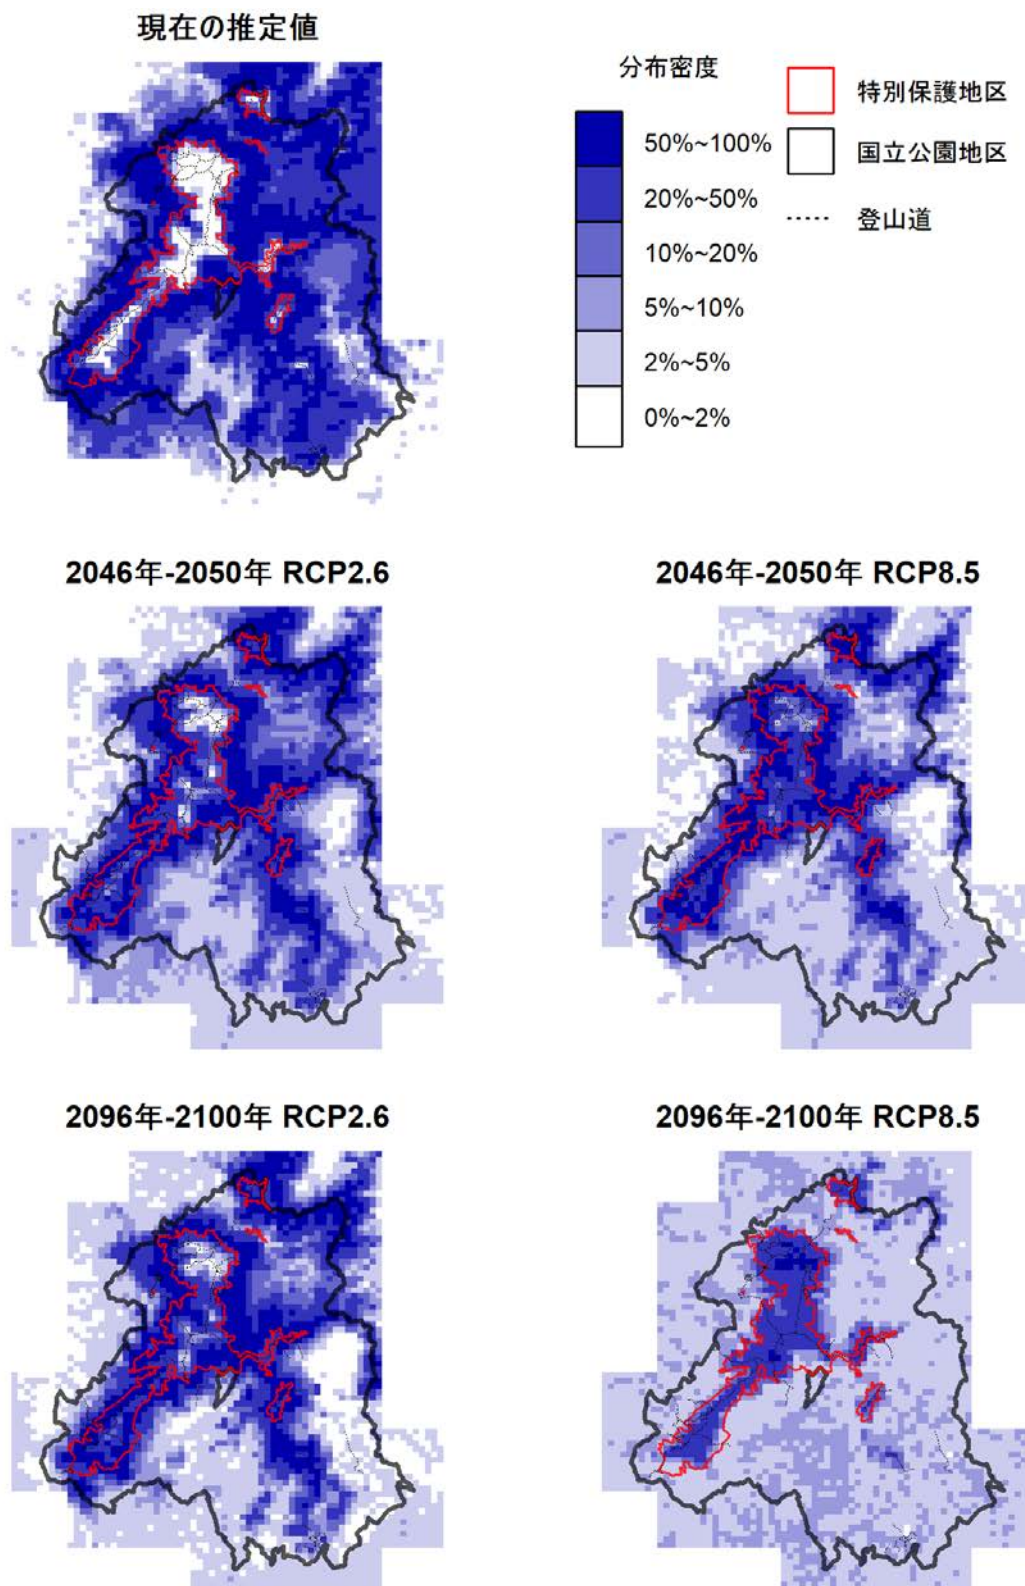 現在の推定値
分布密度
50%~100%
20%~50%
10%~20%
5%~10%
2%~5%
0%~2%
特別保護地区
国立公園地区
登山道
2046年-2050年 RCP2.6
2046年-2050年 RCP8.5
2096年-2100年 RCP2.6
2096年-2100年 RCP8.5